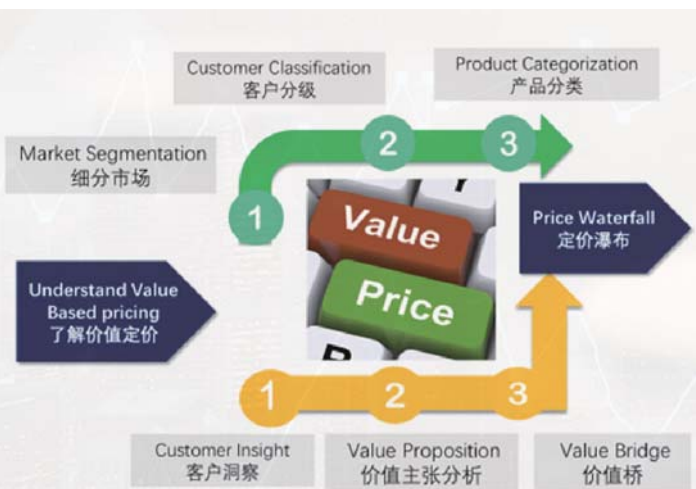 Customer Classification
客户分级
Product Categorization
产品分类
Market Segmentation
细分市场
1
2
3
Understand Value
Based pricing
了解价值定价
Value
Price
Price Waterfall
定价瀑布
1
2
3
Customer Insight
客户洞察
Value Proposition
价值主张分析
Value Bridge
价值桥